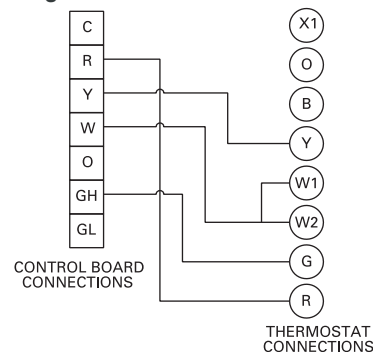 C
R
Y
W
O
GH
GL
CONTROL BOARD
CONNECTIONS
X1
O
B
Y
W1
W2
G
R
THERMOSTAT
CONNECTIONS